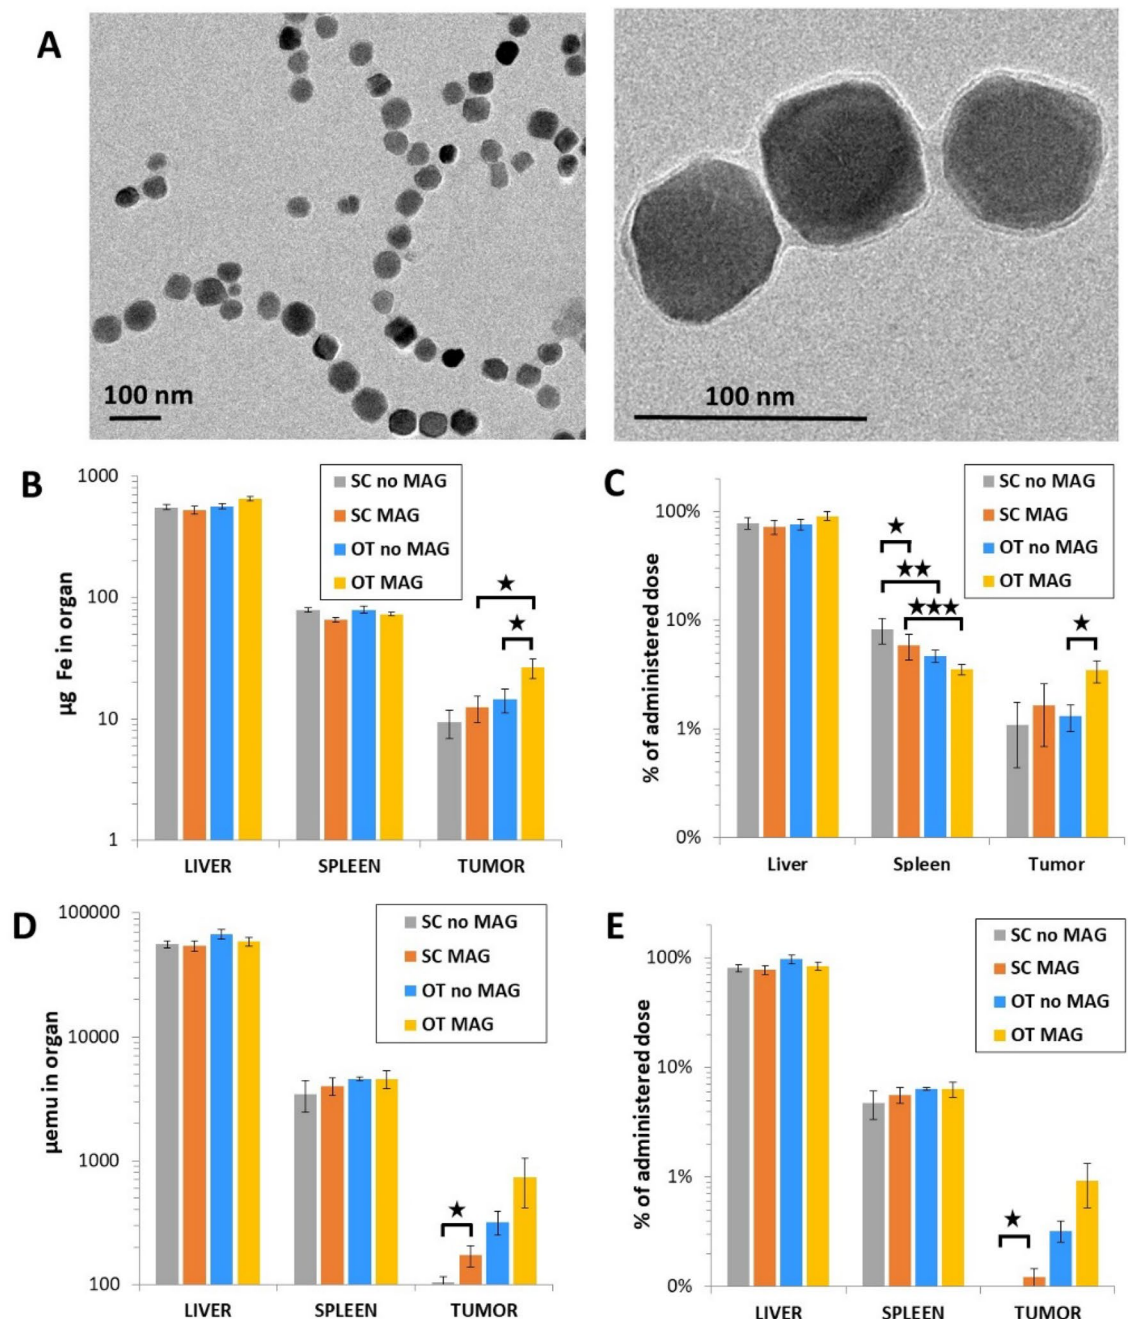 A
100 nm
100 nm
B
µg Fe in organ
1000
100
10
1
SC no MAG
SC MAG
OT no MAG
OT MAG
★
★
LIVER SPLEEN TUMOR
C
% of administered dose
100%
10%
1%
0%
SC no MAG
SC MAG
OT no MAG
OT MAG
★
★★
★★★
★
Liver Spleen Tumor
D
µemu in organ
100000
10000
1000
100
SC no MAG
SC MAG
OT no MAG
OT MAG
★
LIVER SPLEEN TUMOR
E
% of administered dose
100%
10%
1%
0%
SC no MAG
SC MAG
OT no MAG
OT MAG
★
LIVER SPLEEN TUMOR